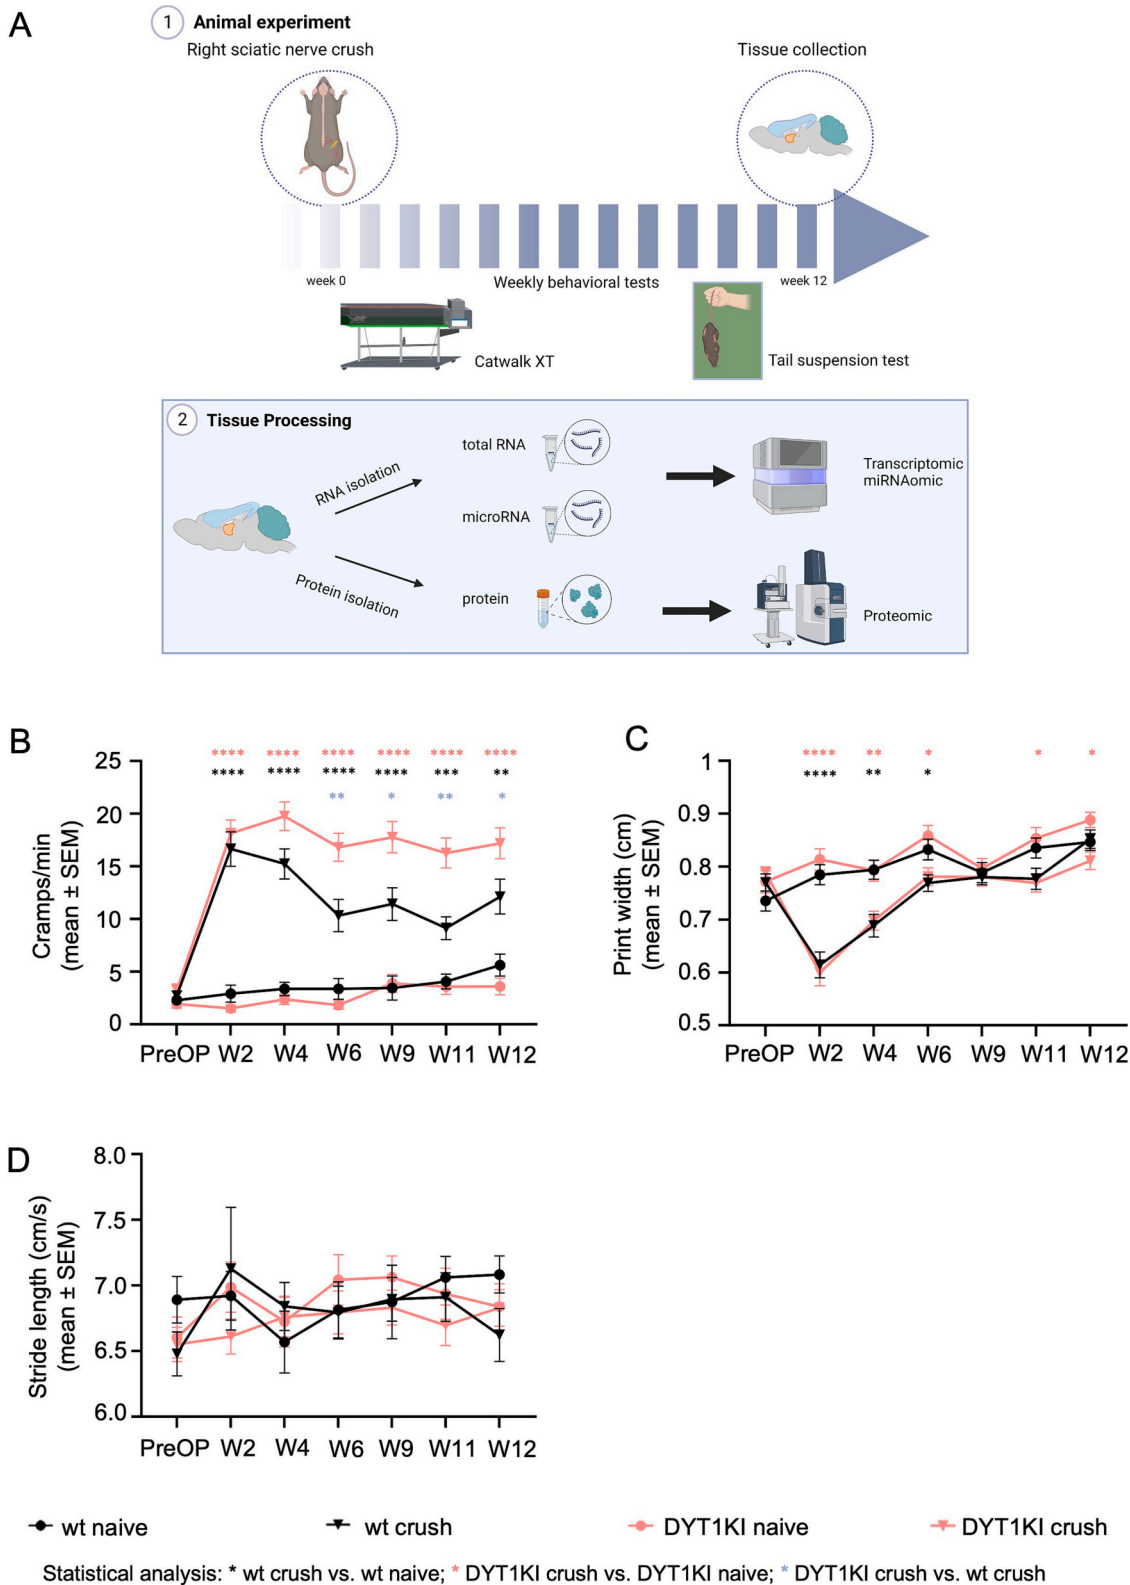 A
1 Animal experiment
Right sciatic nerve crush
Tissue collection
week 0
Weekly behavioral tests
week 12
Catwalk XT
Tail suspension test
2 Tissue Processing
RNA isolation
total RNA
microRNA
Transcriptomic
miRNAomic
Protein isolation
protein
Proteomic
B
Cramps/min
(mean ± SEM)
25
20
15
10
5
0
**** **** **** **** **** ****
**** **** **** **** *** **
** * ** *
PreOP W2 W4 W6 W9 W11 W12
C
Print width (cm)
(mean ± SEM)
1
0.9
0.8
0.7
0.6
0.5
**** ** * * *
**** ** *
PreOP W2 W4 W6 W9 W11 W12
D
Stride length (cm/s)
(mean ± SEM)
8.0
7.5
7.0
6.5
6.0
PreOP W2 W4 W6 W9 W11 W12
wt naive wt crush DYT1KI naive DYT1KI crush
Statistical analysis: * wt crush vs. wt naive; * DYT1KI crush vs. DYT1KI naive; * DYT1KI crush vs. wt crush